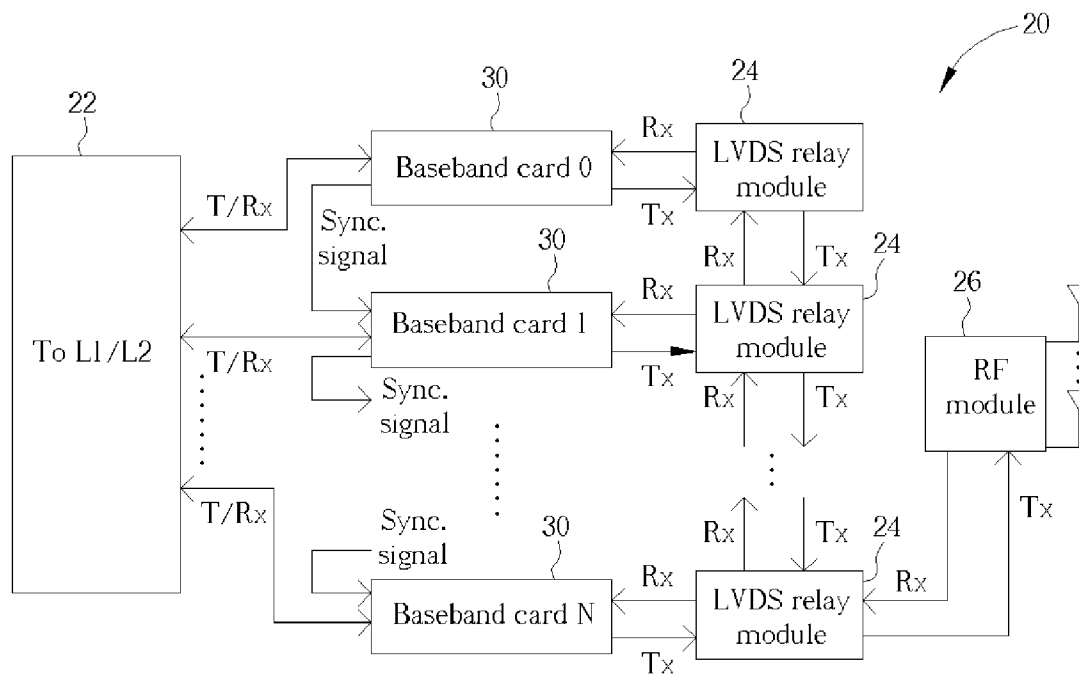 20
22
30
24
Rx
LVDS relay
module
Baseband card 0
Tx
T/Rx
Sync.
signal
30
Rx
Tx
24
Rx
LVDS relay
module
26
Baseband card 1
To L1/L2
T/Rx
Tx
RF
module
Sync.
signal
Rx
Tx
Tx
T/Rx
Sync.
signal
30
Rx
Tx
24
Rx
LVDS relay
module
Rx
Baseband card N
Tx